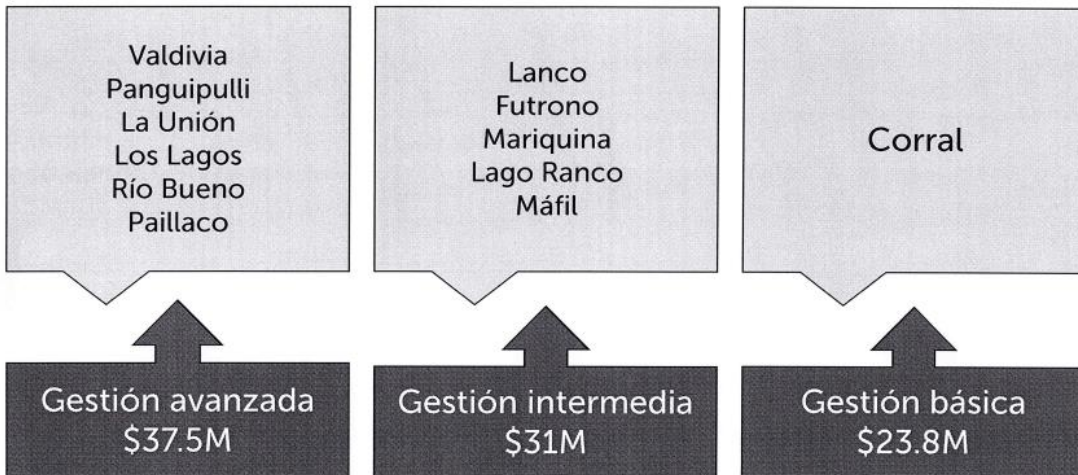 Valdivia
Panguipulli
La Unión
Los Lagos
Río Bueno
Paillaco
Gestión avanzada
$37.5M
Lanco
Futrono
Mariquina
Lago Ranco
Máfil
Gestión intermedia
$31M
Corral
Gestión básica
$23.8M